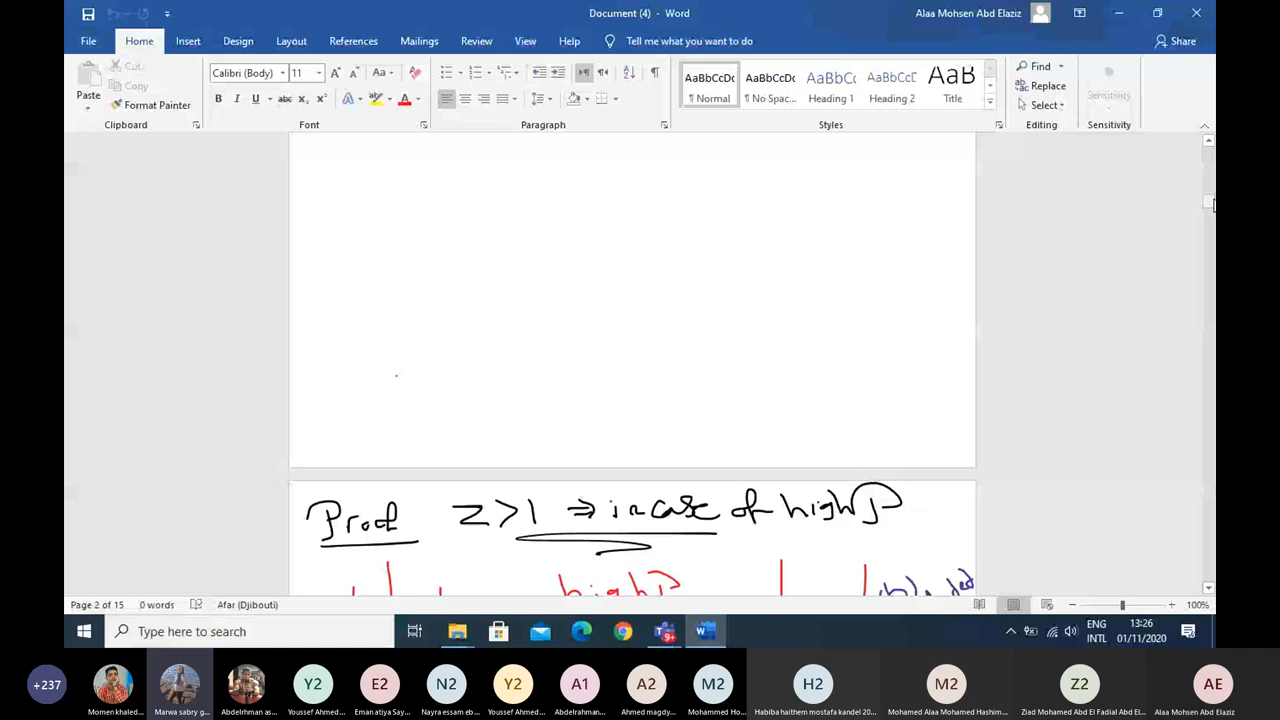 Document (4) - Word
Alaa Mohsen Abd Elaziz
File Home Insert Design Layout References Mailings Review View Help Tell me what you want to do Share
Paste
Cut
Copy
Format Painter
Clipboard
Calibri (Body) 11
Font
Paragraph
AaBbCcDc AaBbCcDc AaBbCc AaBbCcD AaB
¶ Normal ¶ No Spac... Heading 1 Heading 2 Title
Styles
Find
Replace
Select
Editing
Sensitivity
Sensitivity
Proof Z > 1 ⇒ in case of high P
high P
Page 2 of 15 0 words Afar (Djibouti) 100%
Type here to search
9+
ENG
INTL
13:26
01/11/2020
+237 Y2 E2 N2 Y2 A1 A2 M2 H2 M2 Z2 AE
Momen khaled... Marwa sabry g... Abdelrhman as... Youssef Ahmed... Eman atiya Say... Nayra essam eb... Youssef Ahmed... Abdelrahman... Ahmed magdy... Mohammed Ho... Habiba haithem mostafa kandel 20... Mohamed Alaa Mohamed Hashim... Ziad Mohamed Abd El Fadial Abd El... Alaa Mohsen Abd Elaziz